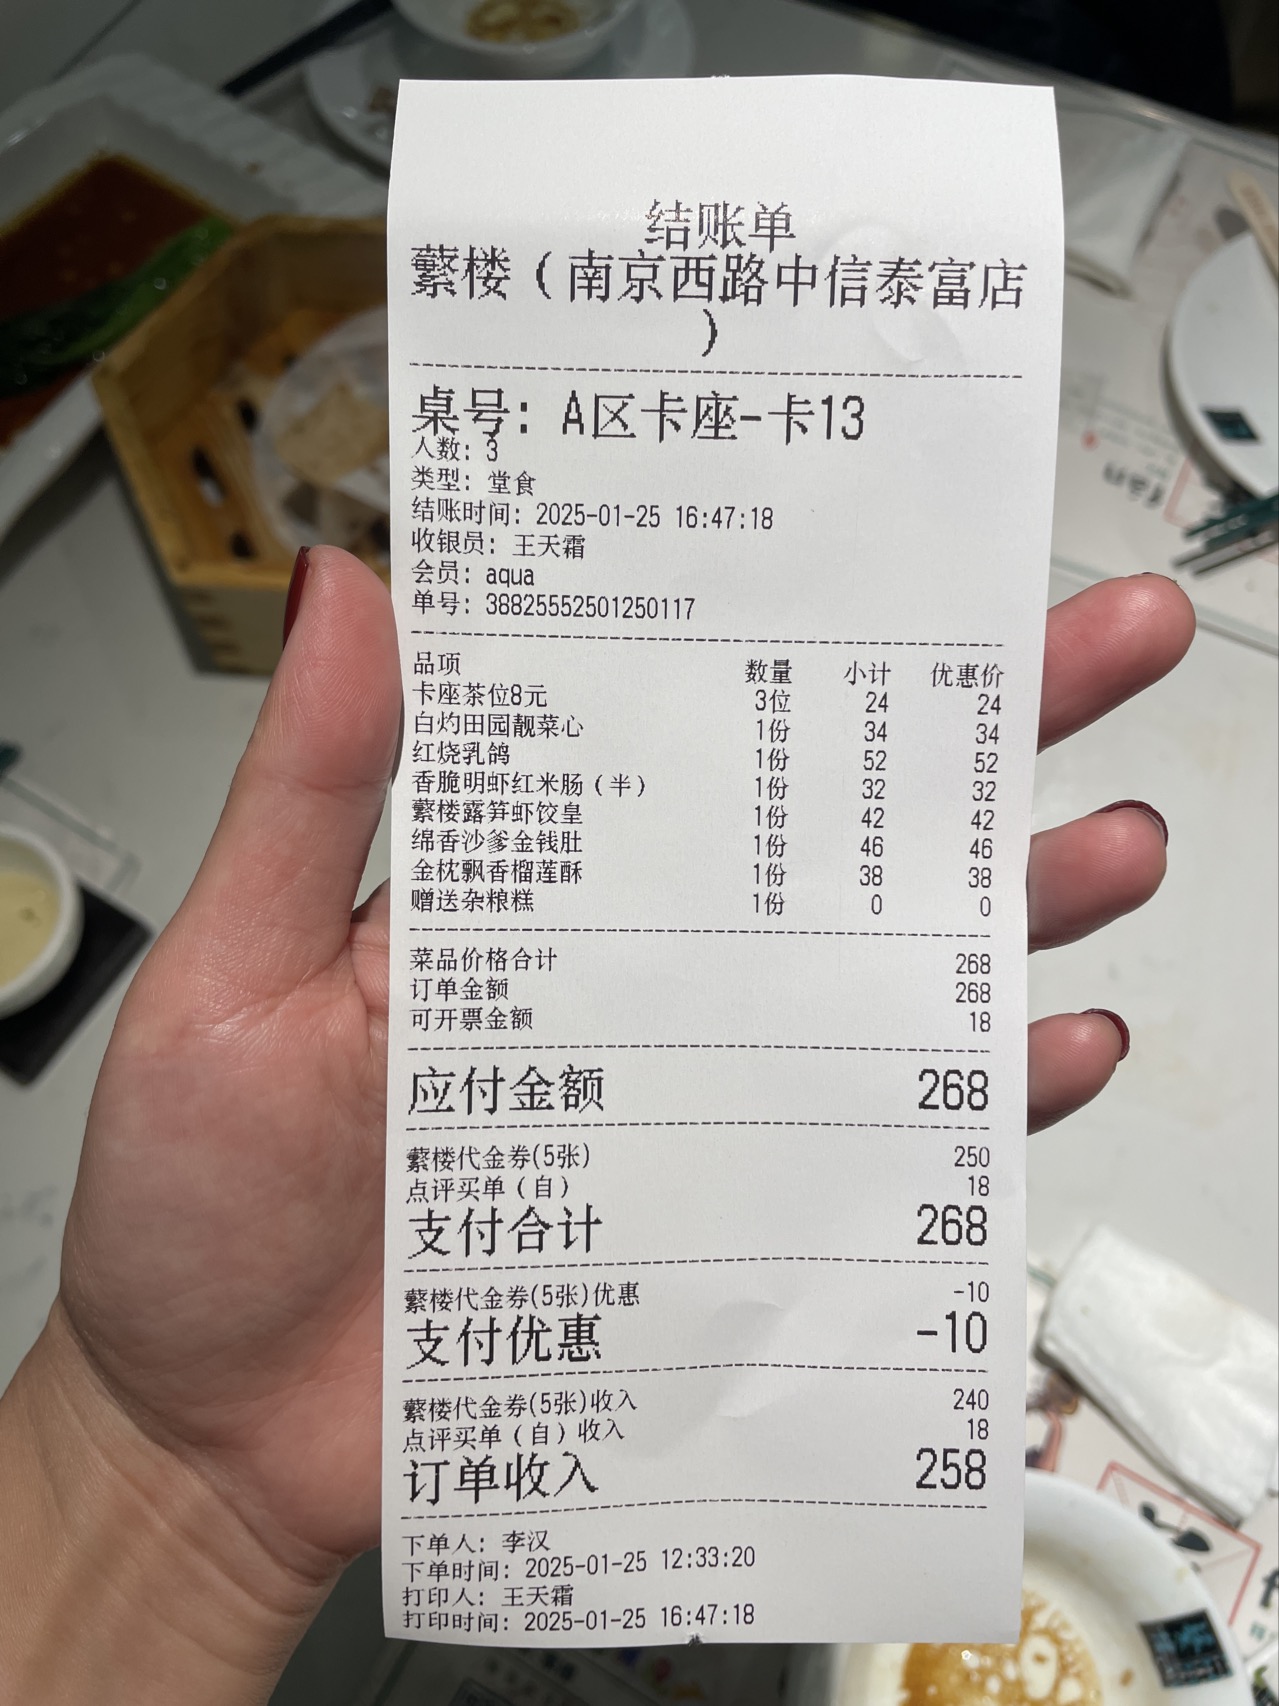 结账单
蘩楼（南京西路中信泰富店
）
桌号：A区卡座-卡13
人数：3
类型：堂食
结账时间：2025-01-25 16:47:18
收银员：王天霜
会员：aqua
单号：38825552501250117
品项 数量 小计 优惠价
卡座茶位8元 3位 24 24
白灼田园靓菜心 1份 34 34
红烧乳鸽 1份 52 52
香脆明虾红米肠（半） 1份 32 32
蘩楼露笋虾饺皇 1份 42 42
绵香沙爹金钱肚 1份 46 46
金枕飘香榴莲酥 1份 38 38
赠送杂粮糕 1份 0 0
菜品价格合计 268
订单金额 268
可开票金额 18
应付金额 268
蘩楼代金券(5张) 250
点评买单（自） 18
支付合计 268
蘩楼代金券(5张)优惠 -10
支付优惠 -10
蘩楼代金券(5张)收入 240
点评买单（自）收入 18
订单收入 258
下单人：李汉
下单时间：2025-01-25 12:33:20
打印人：王天霜
打印时间：2025-01-25 16:47:18